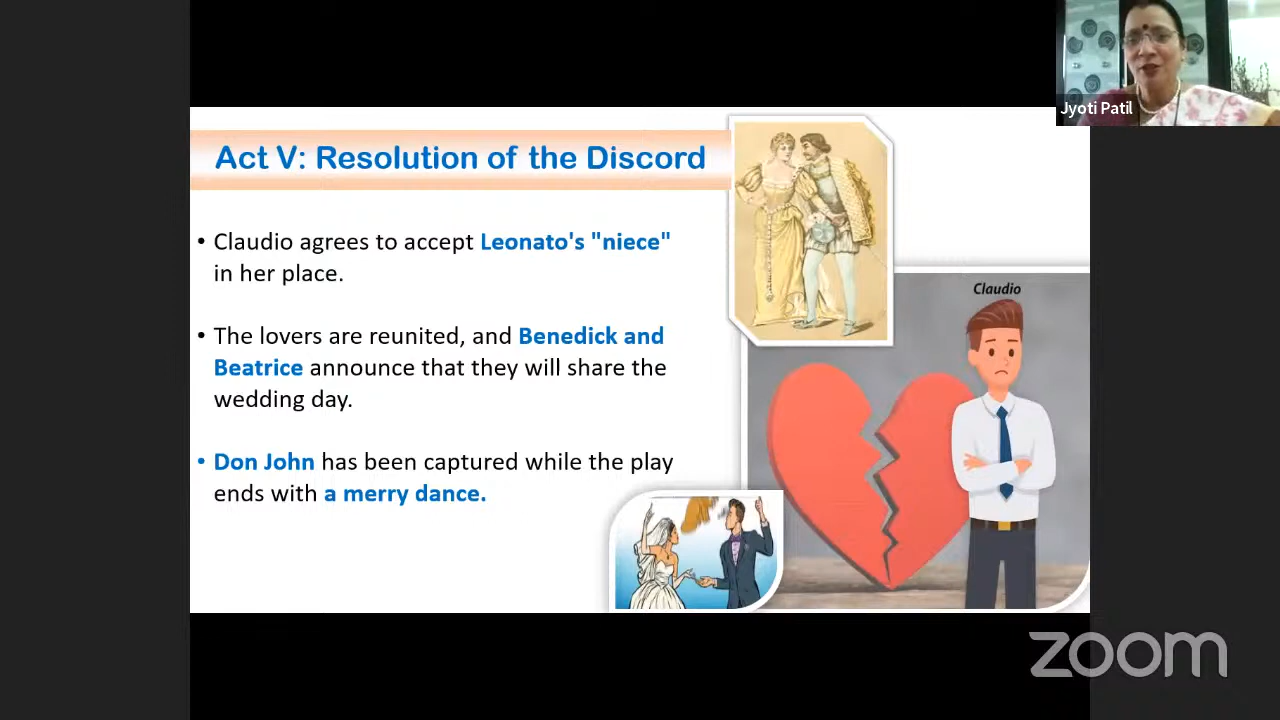 Jyoti Patil
Act V: Resolution of the Discord
• Claudio agrees to accept Leonato's "niece"
in her place.
• The lovers are reunited, and Benedick and
Beatrice announce that they will share the
wedding day.
• Don John has been captured while the play
ends with a merry dance.
Claudio
zoom